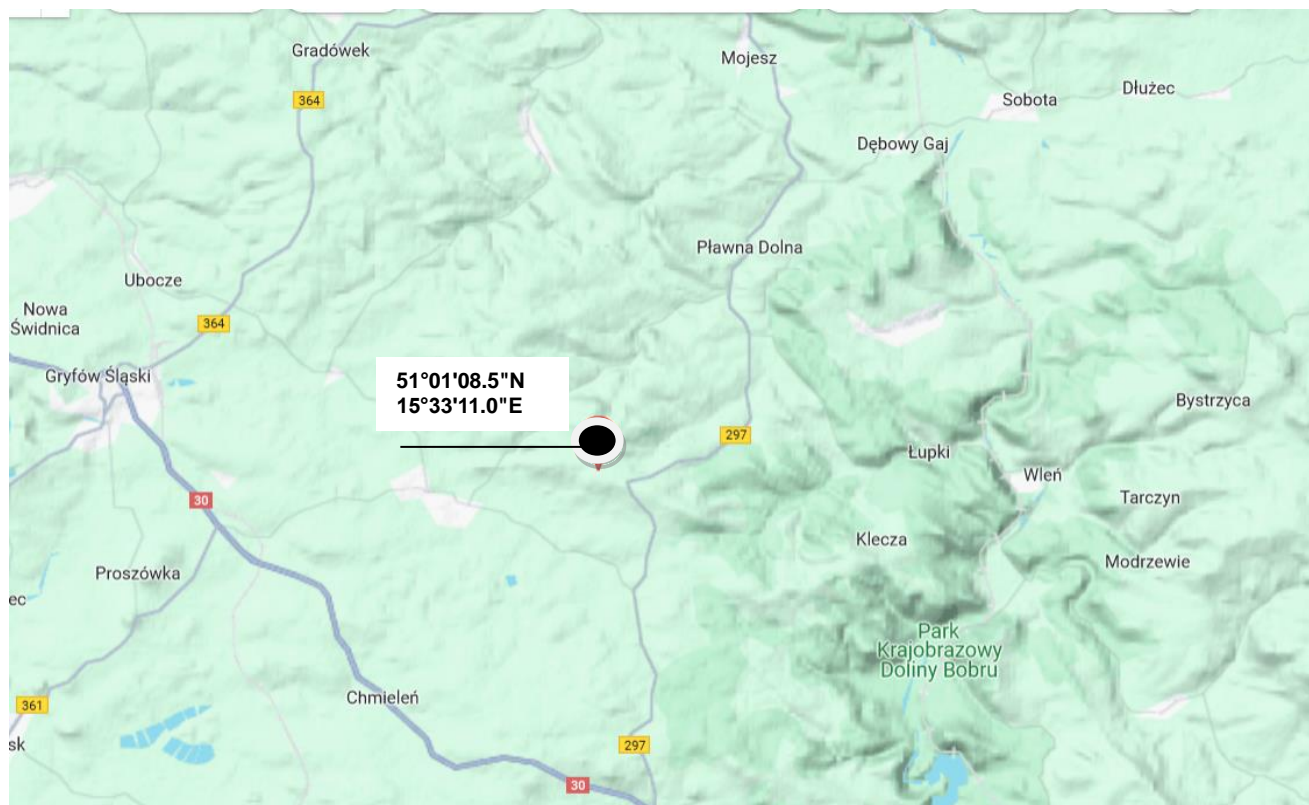 Gradówek
Mojesz
364
Sobota
Dłużec
Dębowy Gaj
Pławna Dolna
Ubocze
Nowa
Świdnica
364
Gryfów Śląski
51°01'08.5"N
15°33'11.0"E
Bystrzyca
297
Łupki
Wleń
30
Tarczyn
Klecza
Modrzewie
Proszówka
ec
Park
Krajobrazowy
Doliny Bobru
Chmieleń
361
sk
297
30